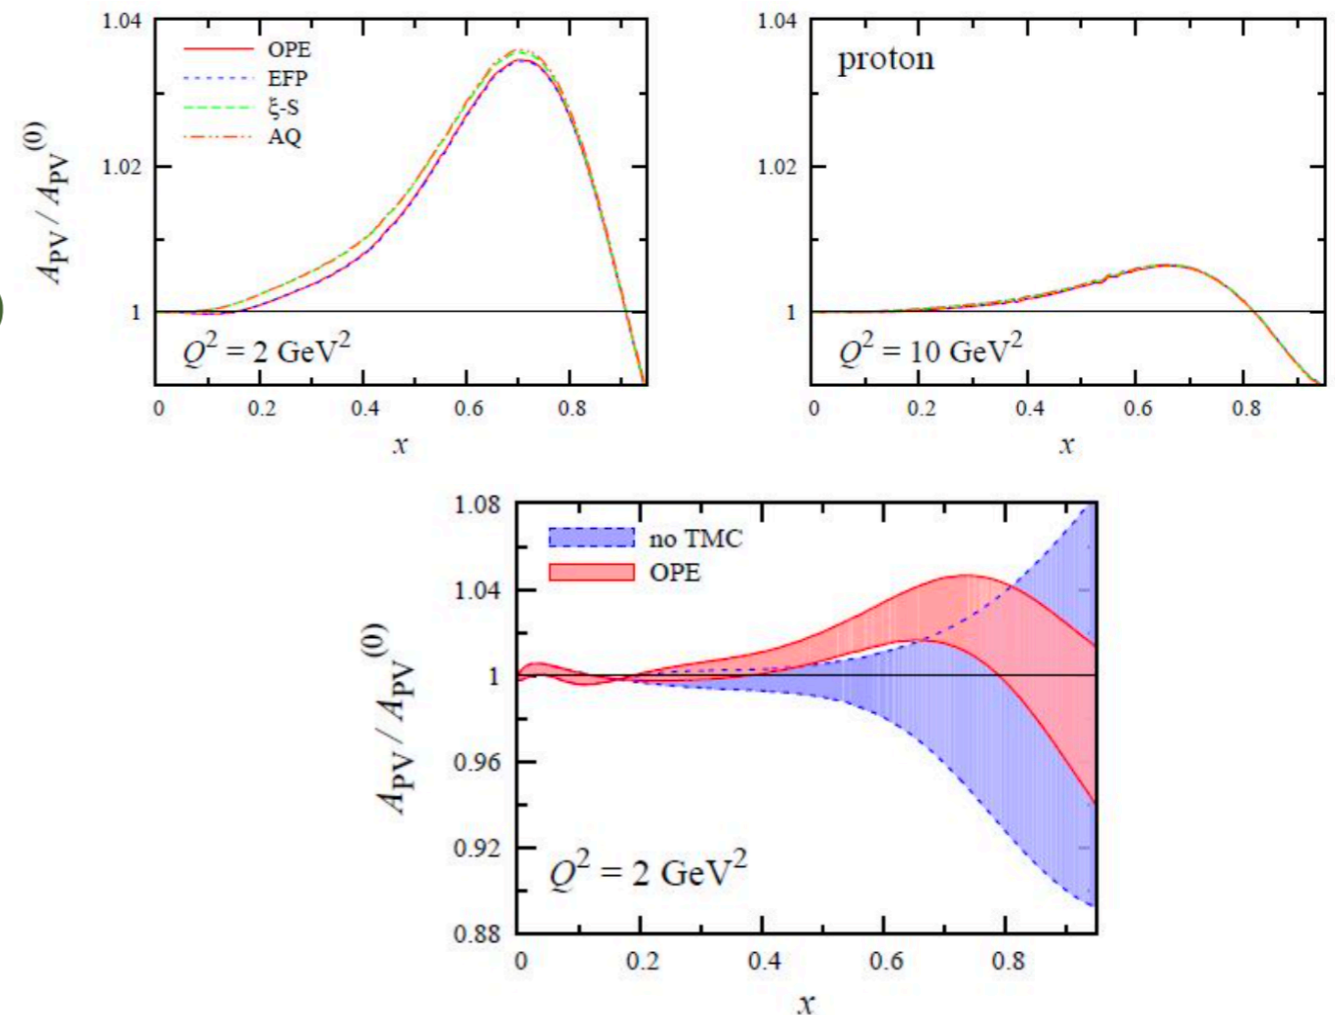 1.04
OPE
EFP
ξ-S
AQ
1.02
1
A_PV / A_PV^(0)
Q² = 2 GeV²
0 0.2 0.4 0.6 0.8
x
1.04
proton
1.02
1
Q² = 10 GeV²
0 0.2 0.4 0.6 0.8
x
1.08
no TMC
OPE
1.04
1
0.96
0.92
0.88
A_PV / A_PV^(0)
Q² = 2 GeV²
0 0.2 0.4 0.6 0.8
x